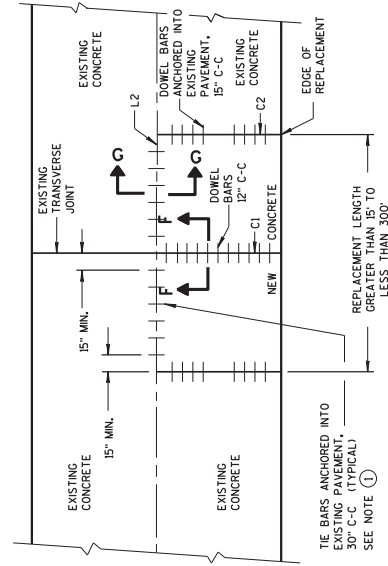 EXISTING
CONCRETE
EXISTING
TRANSVERSE
JOINT
L2
EXISTING
CONCRETE
15" MIN.
15" MIN.
G
G
DOWEL BARS
ANCHORED INTO
EXISTING
PAVEMENT,
15" C-C
F
F
DOWEL
BARS
12" C-C
EXISTING
CONCRETE
EXISTING
CONCRETE
C1
C2
NEW
CONCRETE
EDGE OF
REPLACEMENT
TIE BARS ANCHORED INTO
EXISTING PAVEMENT,
30" C-C (TYPICAL)
SEE NOTE 1
REPLACEMENT LENGTH
GREATER THAN 15' TO
LESS THAN 300'